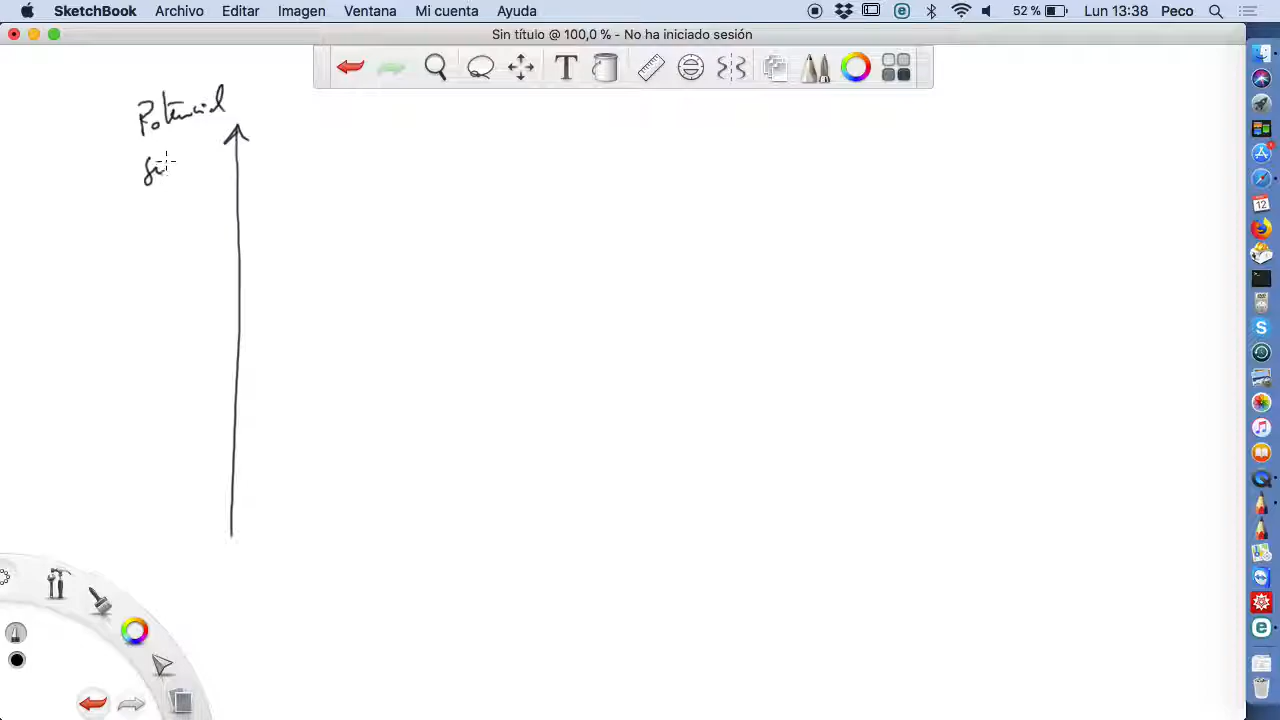 SketchBook Archivo Editar Imagen Ventana Mi cuenta Ayuda 52 % Lun 13:38 Peco
Sin título @ 100,0 % - No ha iniciado sesión
T
Potencial
12
S
e